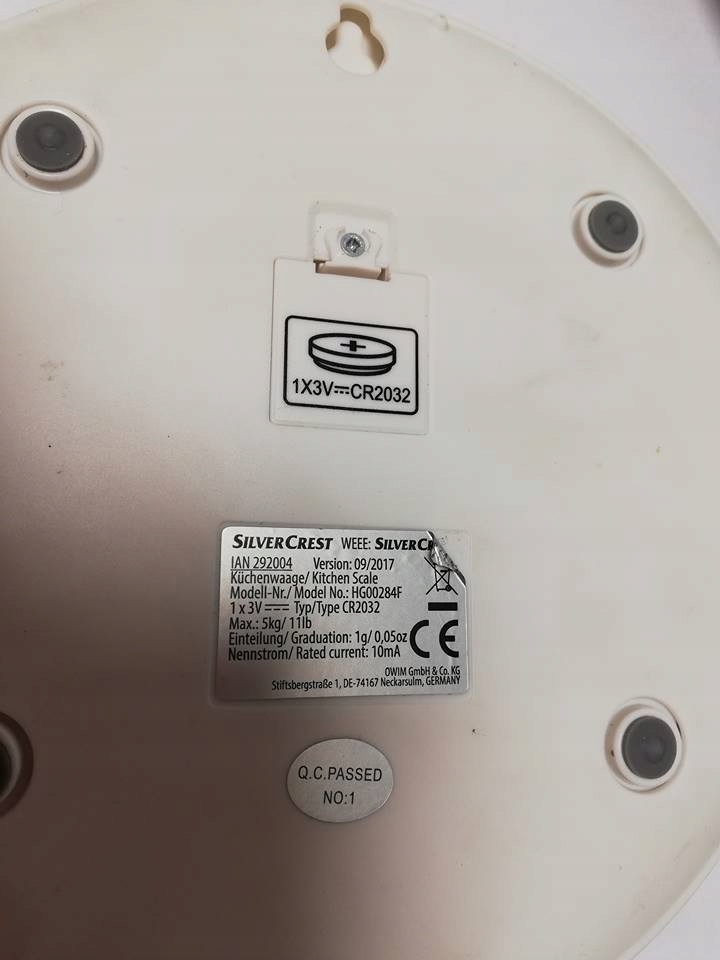 1X3V⎓CR2032
SILVERCREST WEEE:
IAN 292004 Version: 09/2017
Küchenwaage/ Kitchen Scale
Modell-Nr./ Model No.: HG00284F
1 x 3V ⎓ Typ/Type CR2032
Max.: 5kg/ 11lb
Einteilung/ Graduation: 1g/ 0,05oz
Nennstrom/ Rated current: 10mA
CE
OWIM GmbH & Co. KG
Stiftsbergstraße 1, DE-74167 Neckarsulm, GERMANY
Q.C.PASSED
NO:1